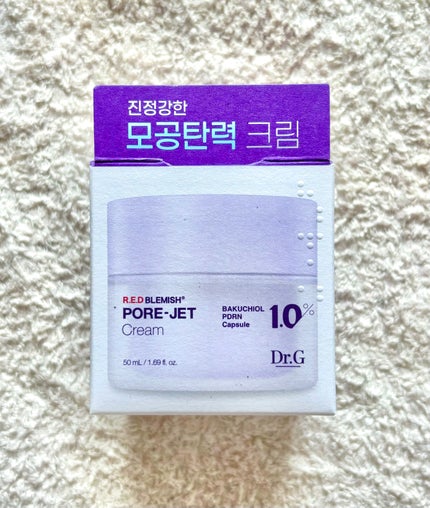 진정강한
모공탄력 크림
R.E.D BLEMISH®
PORE-JET
Cream
50 mL / 1.69 fl. oz.
BAKUCHIOL
PDRN
Capsule
1.0%
Dr.G